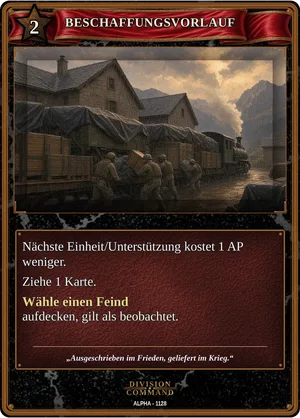 2
BESCHAFFUNGSVORLAUF
Nächste Einheit/Unterstützung kostet 1 AP
weniger.
Ziehe 1 Karte.
Wähle einen Feind
aufdecken, gilt als beobachtet.
„Ausgeschrieben im Frieden, geliefert im Krieg.“
DIVISION
COMMAND
ALPHA - 1128